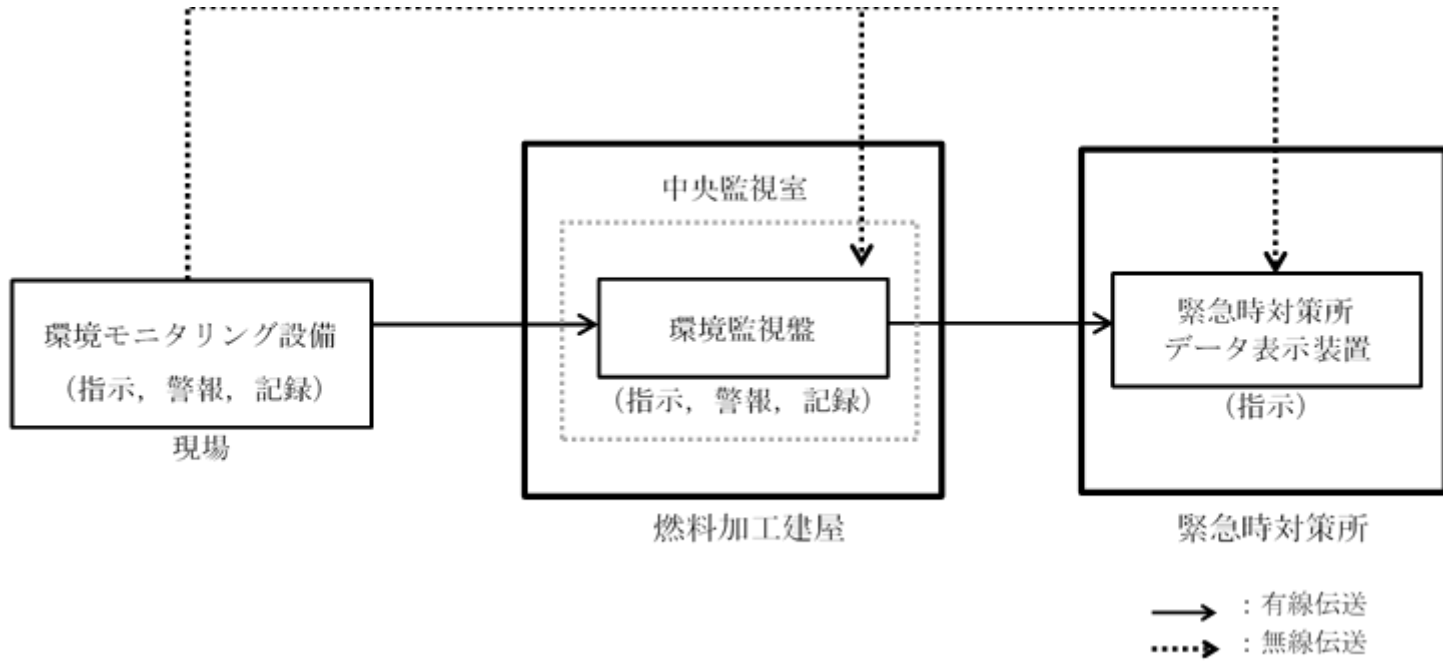 中央監視室
環境モニタリング設備
（指示，警報，記録）
現場
環境監視盤
（指示，警報，記録）
燃料加工建屋
緊急時対策所
データ表示装置
（指示）
緊急時対策所
：有線伝送
：無線伝送